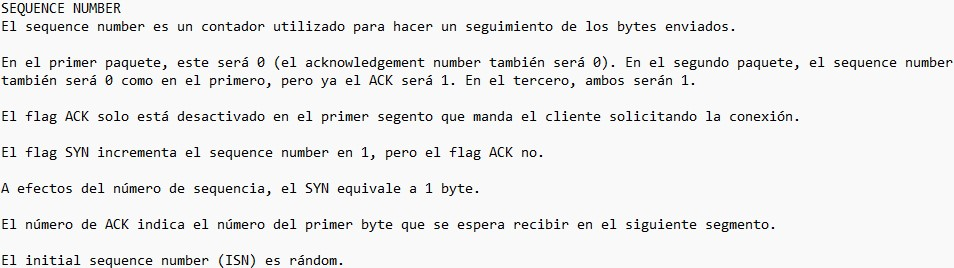 SEQUENCE NUMBER
El sequence number es un contador utilizado para hacer un seguimiento de los bytes enviados.
En el primer paquete, este será 0 (el acknowledgement number también será 0). En el segundo paquete, el sequence number
también será 0 como en el primero, pero ya el ACK será 1. En el tercero, ambos serán 1.
El flag ACK solo está desactivado en el primer segento que manda el cliente solicitando la conexión.
El flag SYN incrementa el sequence number en 1, pero el flag ACK no.
A efectos del número de sequencia, el SYN equivale a 1 byte.
El número de ACK indica el número del primer byte que se espera recibir en el siguiente segmento.
El initial sequence number (ISN) es rándom.